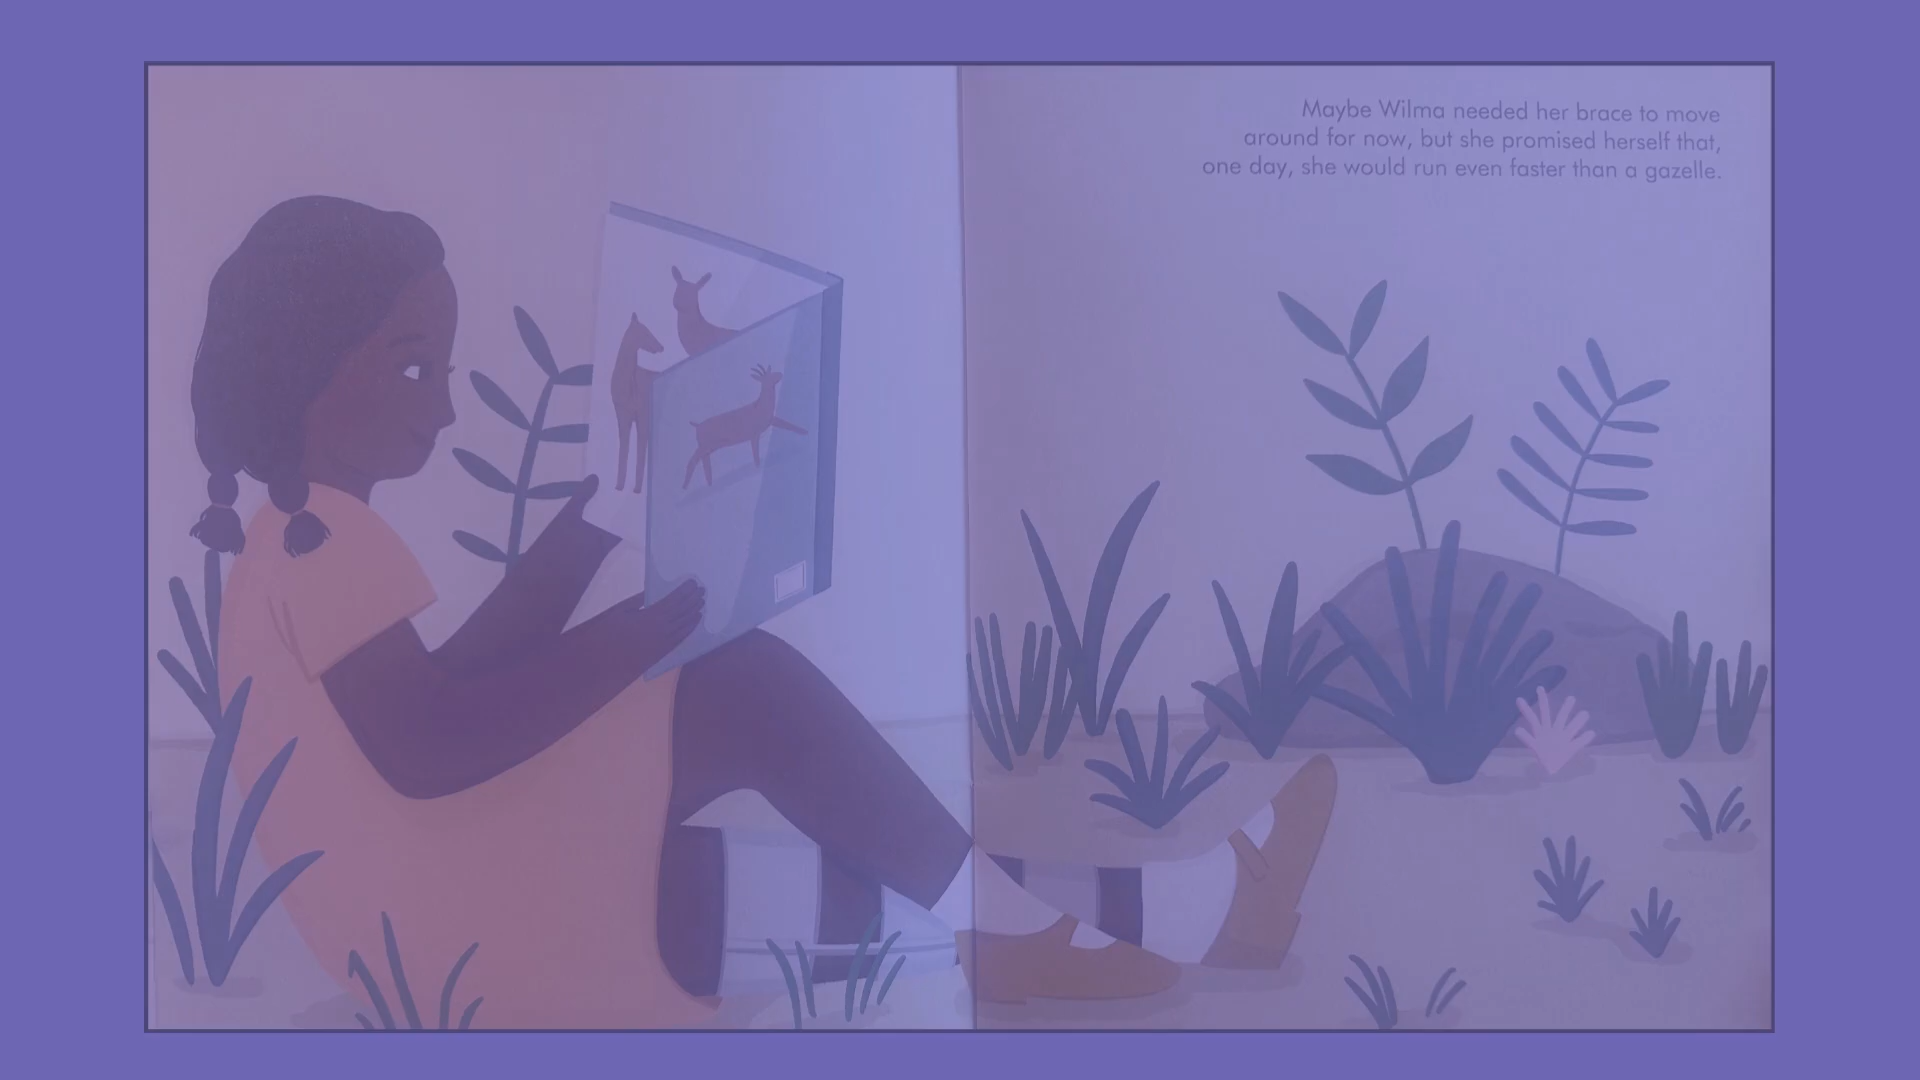 Maybe Wilma needed her brace to move
around for now, but she promised herself that,
one day, she would run even faster than a gazelle.